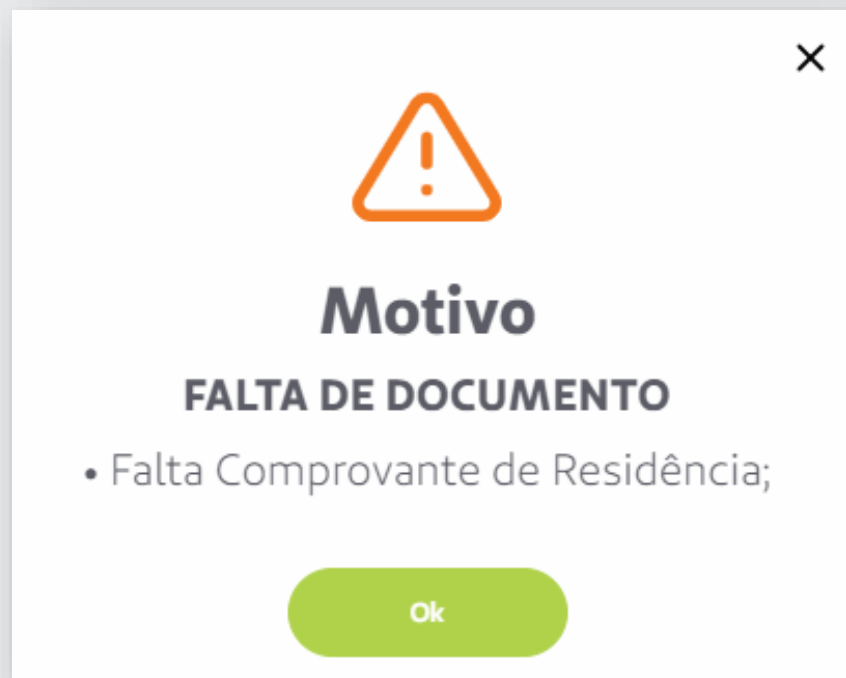 Motivo
FALTA DE DOCUMENTO
• Falta Comprovante de Residência;
Ok